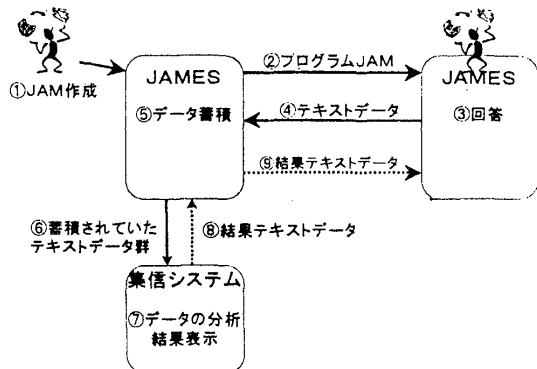 ①JAM作成
JAMES
②プログラムJAM
JAMES
⑤データ蓄積
④テキストデータ
③回答
⑨結果テキストデータ
⑥蓄積されていた
テキストデータ群
⑧結果テキストデータ
集信システム
⑦データの分析
結果表示